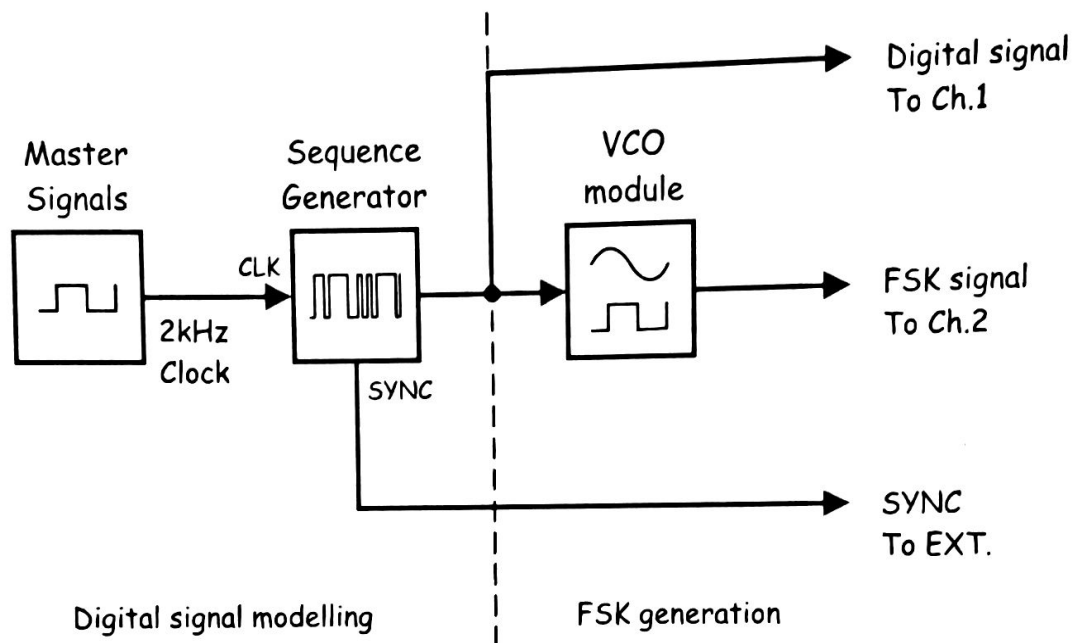 Digital signal
To Ch.1
Master
Signals
Sequence
Generator
VCO
module
CLK
2kHz
Clock
SYNC
FSK signal
To Ch.2
SYNC
To EXT.
Digital signal modelling
FSK generation